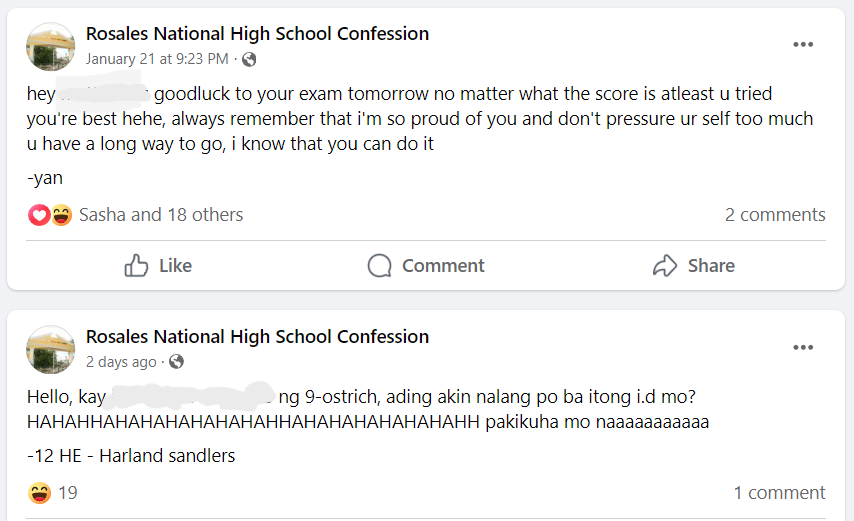 Rosales National High School Confession
January 21 at 9:23 PM ·
hey goodluck to your exam tomorrow no matter what the score is atleast u tried
you're best hehe, always remember that i'm so proud of you and don't pressure ur self too much
u have a long way to go, i know that you can do it
-yan
Sasha and 18 others
2 comments
Like
Comment
Share
Rosales National High School Confession
2 days ago ·
Hello, kay ng 9-ostrich, ading akin nalang po ba itong i.d mo?
HAHAHHAHAHAHAHAHAHAHHAHAHAHAHAHAHAHH pakikuha mo naaaaaaaaaaa
-12 HE - Harland sandlers
19
1 comment